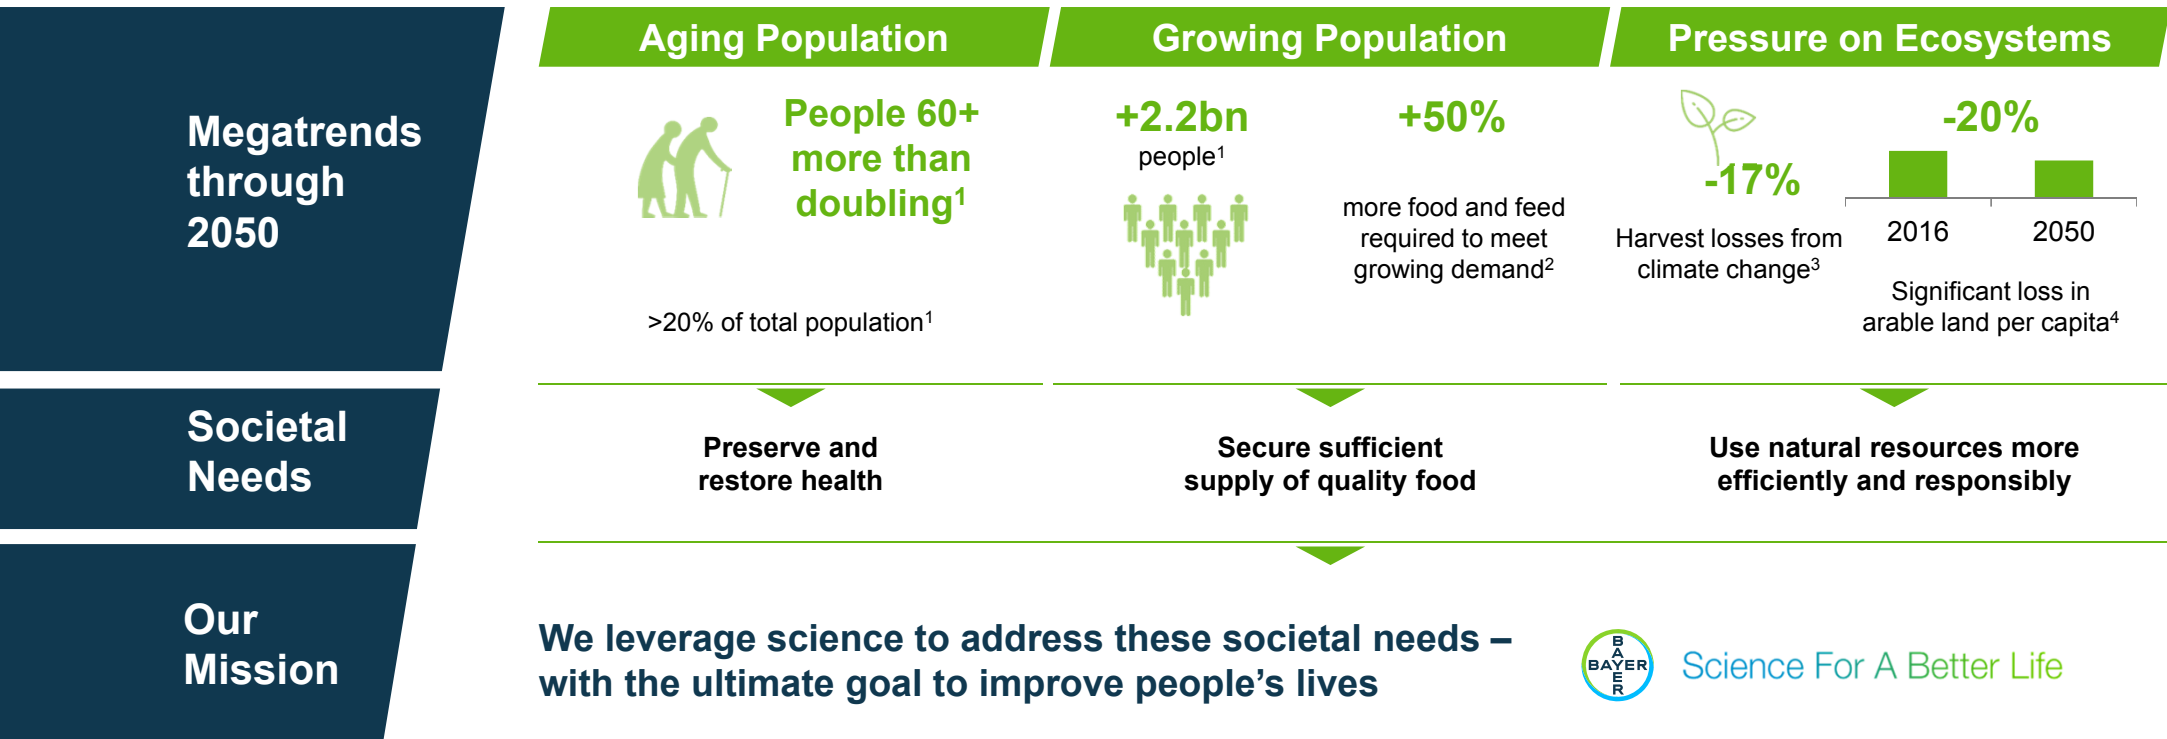 Megatrends
through
2050
Aging Population
People 60+
more than
doubling¹
>20% of total population¹
Growing Population
+2.2bn
people¹
+50%
more food and feed
required to meet
growing demand²
Pressure on Ecosystems
-17%
Harvest losses from
climate change³
-20%
2016 2050
Significant loss in
arable land per capita⁴
Societal
Needs
Preserve and
restore health
Secure sufficient
supply of quality food
Use natural resources more
efficiently and responsibly
Our
Mission
We leverage science to address these societal needs –
with the ultimate goal to improve people’s lives
BAYER
BAYER
Science For A Better Life